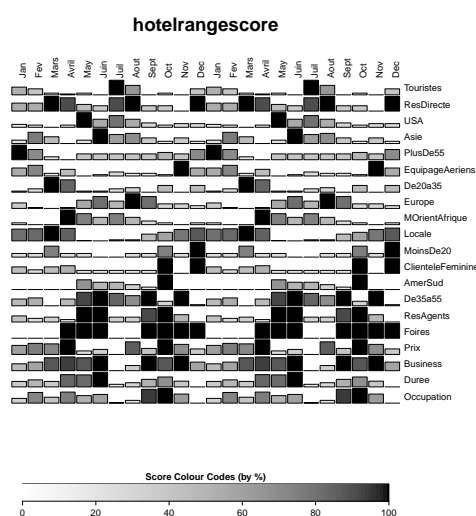 hotelrangescore
Jan Fev Mars Avril May Juin Juil Aout Sept Oct Nov Dec Jan Fev Mars Avril May Juin Juil Aout Sept Oct Nov Dec
Touristes
ResDirecte
USA
Asie
PlusDe55
EquipageAeriens
De20a35
Europe
MOrientAfrique
Locale
MoinsDe20
ClienteleFeminine
AmerSud
De35a55
ResAgents
Foires
Prix
Business
Duree
Occupation
Score Colour Codes (by %)
0 20 40 60 80 100